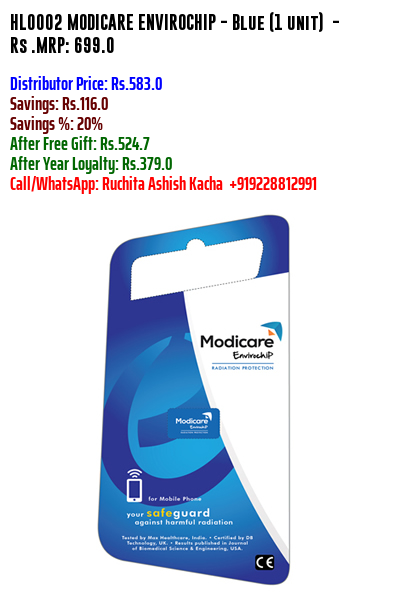 HL0002 MODICARE ENVIROCHIP - BLUE (1 UNIT) -
RS .MRP: 699.0
Distributor Price: Rs.583.0
Savings: Rs.116.0
Savings %: 20%
After Free Gift: Rs.524.7
After Year Loyalty: Rs.379.0
Call/WhatsApp: Ruchita Ashish Kacha +919228812991
Modicare
EnvirochiP
RADIATION PROTECTION
Modicare
EnvirochiP
for Mobile Phone
your safeguard
against harmful radiation
Tested by Max Healthcare, India. • Certified by DB
Technology, UK. • Results published in Journal
of Biomedical Science & Engineering, USA.
CE